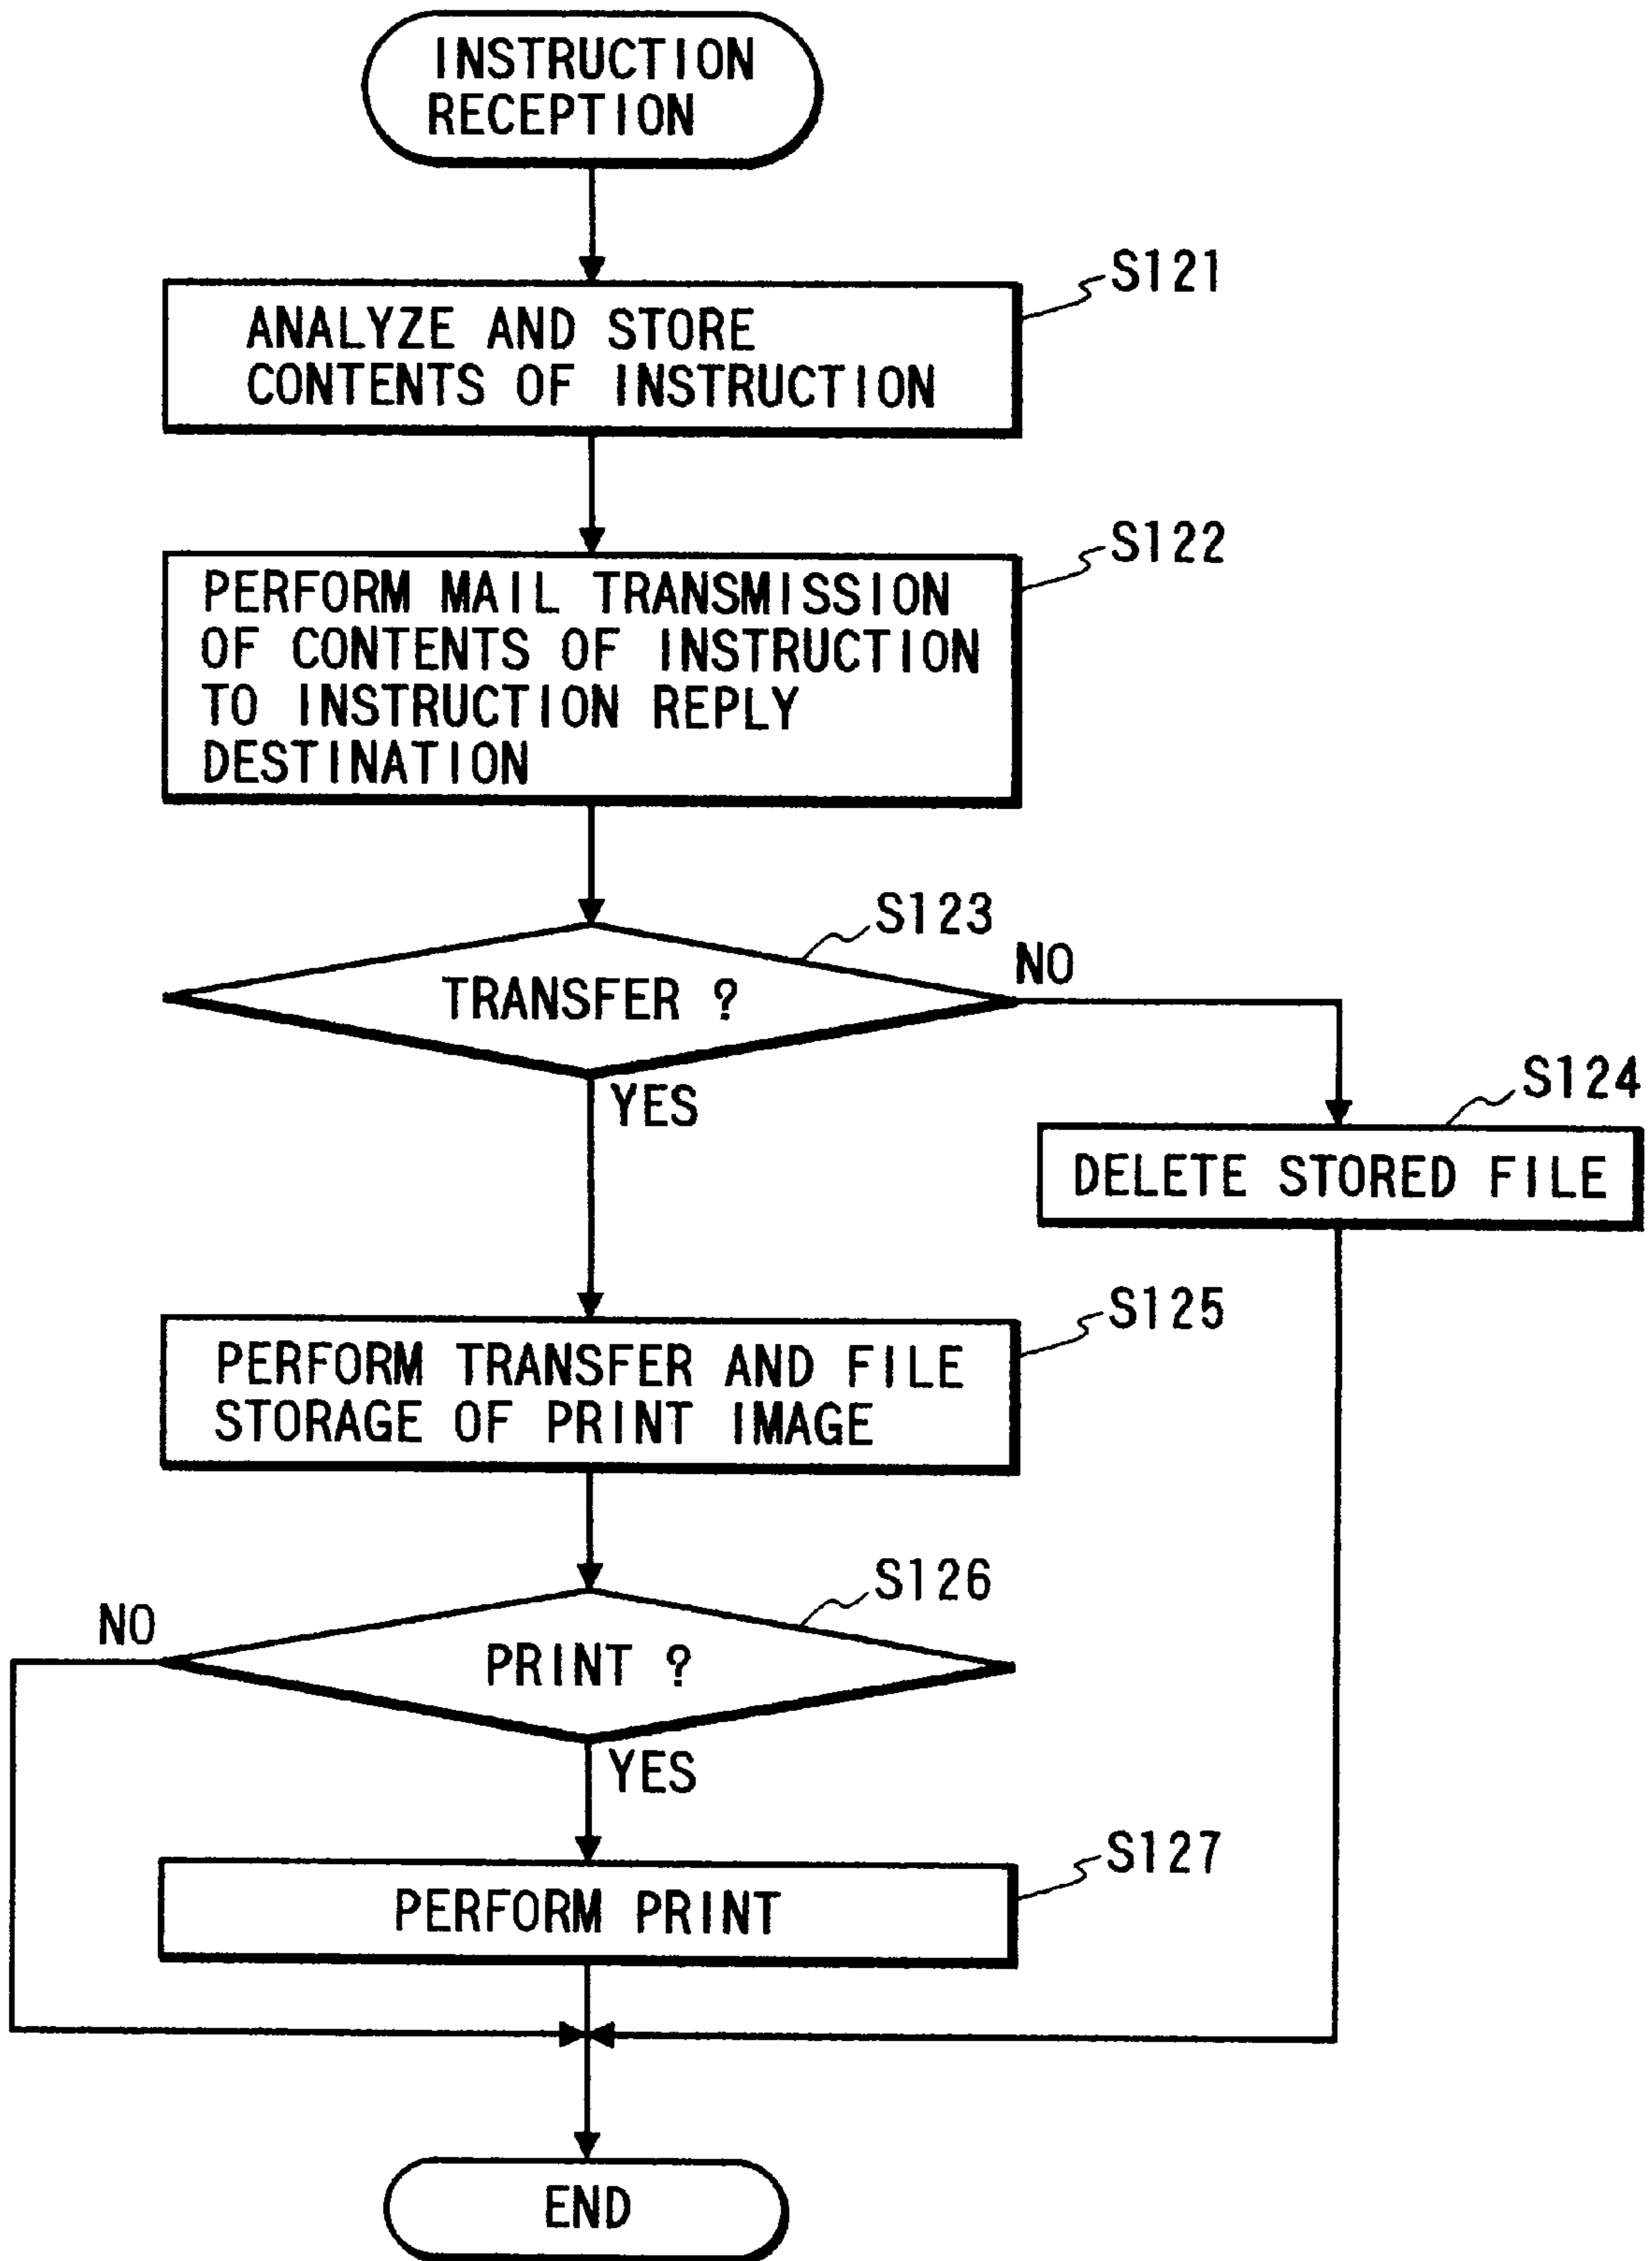 INSTRUCTION
RECEPTION
S121
ANALYZE AND STORE
CONTENTS OF INSTRUCTION
S122
PERFORM MAIL TRANSMISSION
OF CONTENTS OF INSTRUCTION
TO INSTRUCTION REPLY
DESTINATION
S123
TRANSFER ?
NO
YES
S124
DELETE STORED FILE
S125
PERFORM TRANSFER AND FILE
STORAGE OF PRINT IMAGE
S126
NO
PRINT ?
YES
S127
PERFORM PRINT
END